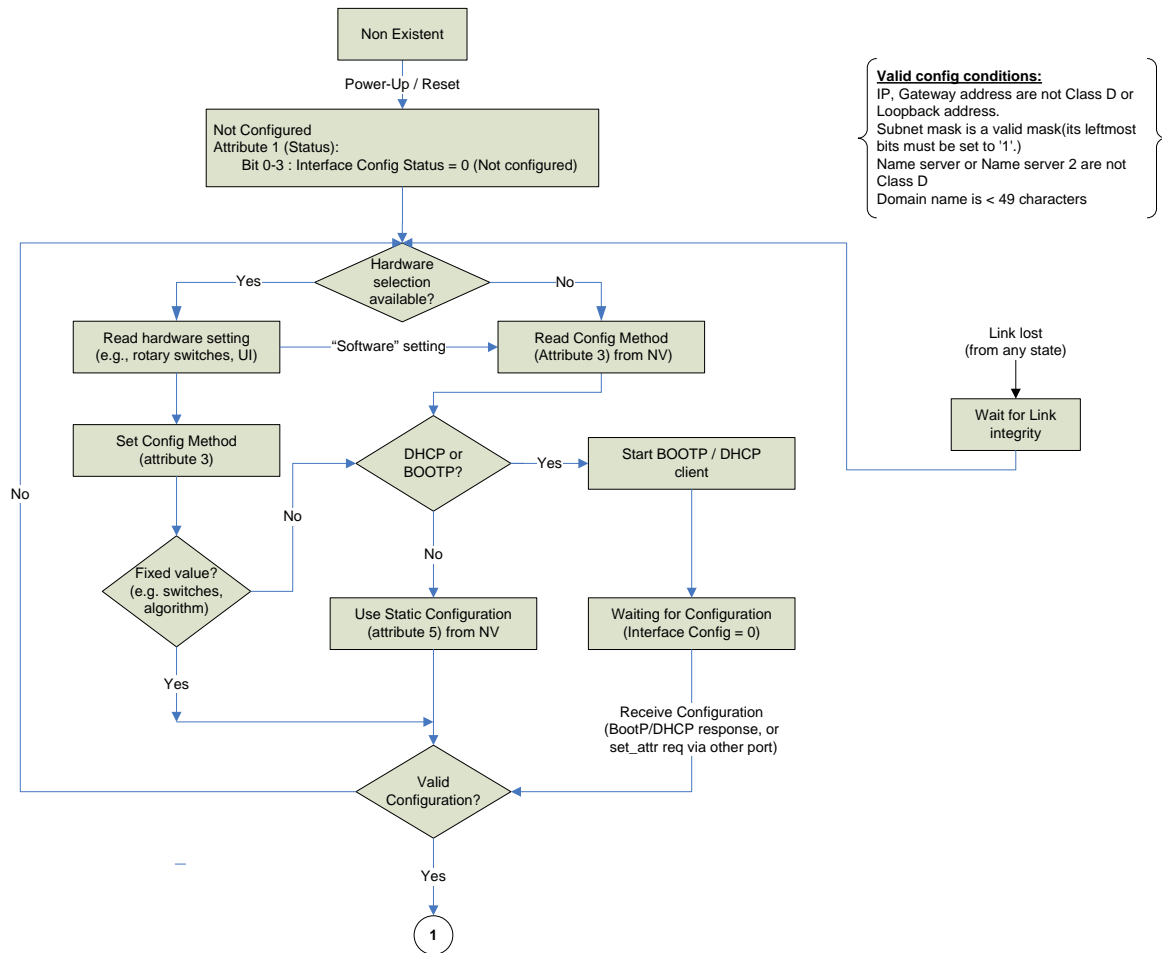 Non Existent
Power-Up / Reset
Valid config conditions:
IP, Gateway address are not Class D or
Loopback address.
Subnet mask is a valid mask(its leftmost
bits must be set to '1'.)
Name server or Name server 2 are not
Class D
Domain name is < 49 characters
Not Configured
Attribute 1 (Status):
Bit 0-3 : Interface Config Status = 0 (Not configured)
Hardware
selection
available?
Yes
No
Read hardware setting
(e.g., rotary switches, UI)
“Software” setting
Read Config Method
(Attribute 3) from NV)
Link lost
(from any state)
Wait for Link
integrity
Set Config Method
(attribute 3)
DHCP or
BOOTP?
Yes
Start BOOTP / DHCP
client
No
No
No
Fixed value?
(e.g. switches,
algorithm)
Use Static Configuration
(attribute 5) from NV
Waiting for Configuration
(Interface Config = 0)
Yes
Receive Configuration
(BootP/DHCP response, or
set_attr req via other port)
Valid
Configuration?
Yes
1